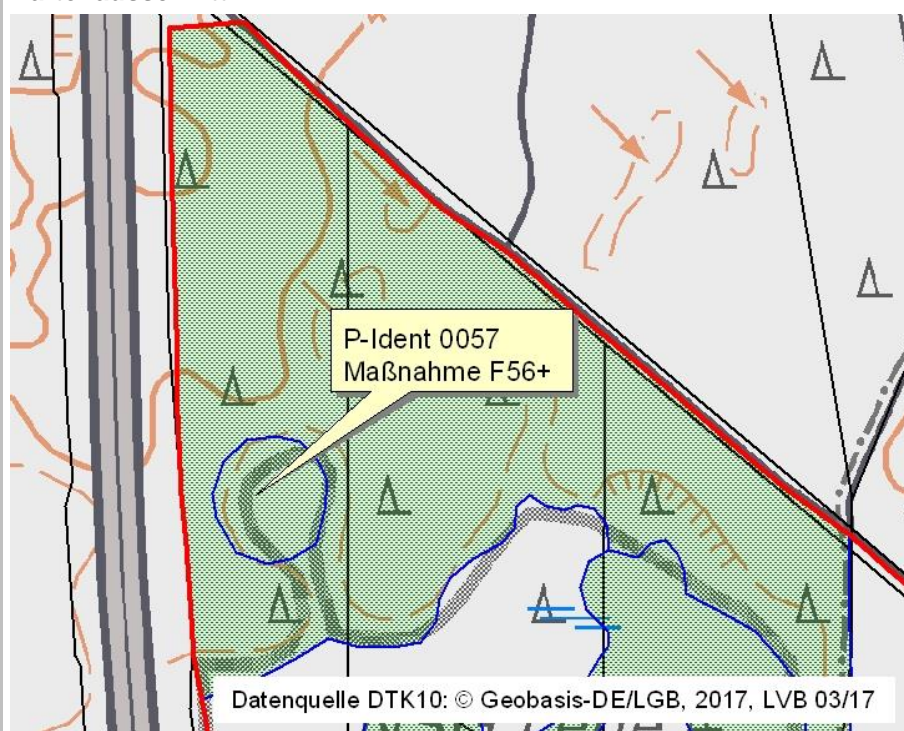 P-Ident 0057
Maßnahme F56+
Datenquelle DTK10: © Geobasis-DE/LGB, 2017, LVB 03/17